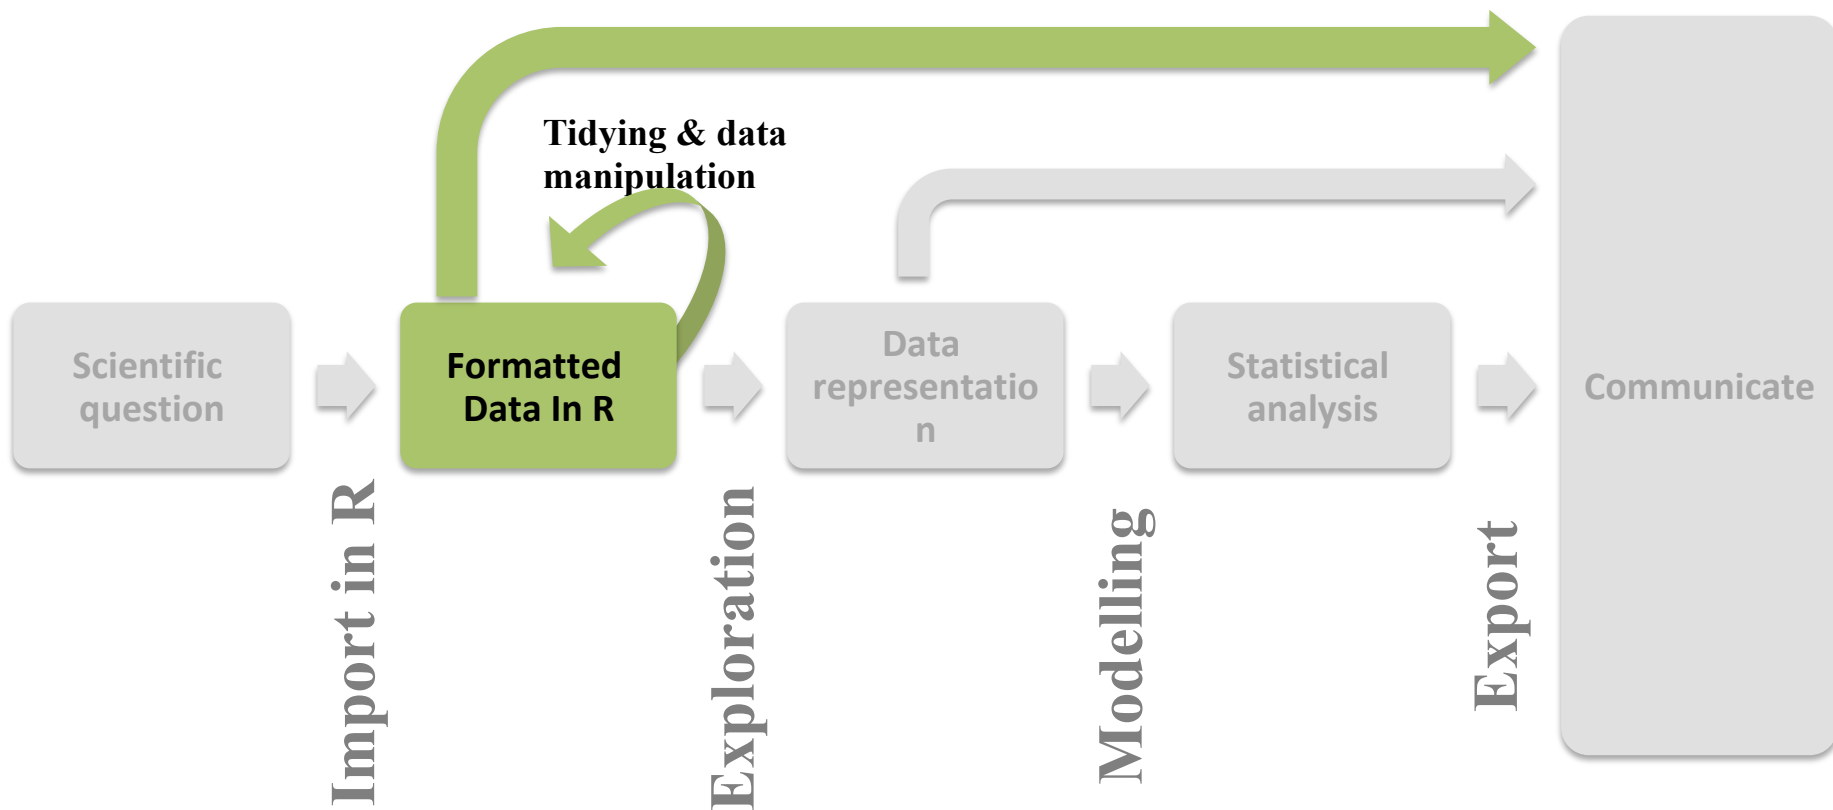 Tidying & data
manipulation
Scientific
question
Formatted
Data In R
Data
representatio
n
Statistical
analysis
Communicate
Import in R
Exploration
Modelling
Export